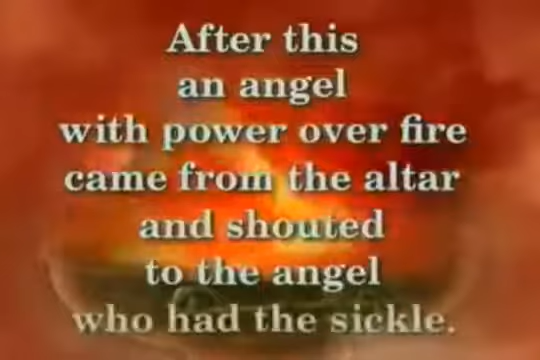 After this
an angel
with power over fire
came from the altar
and shouted
to the angel
who had the sickle.